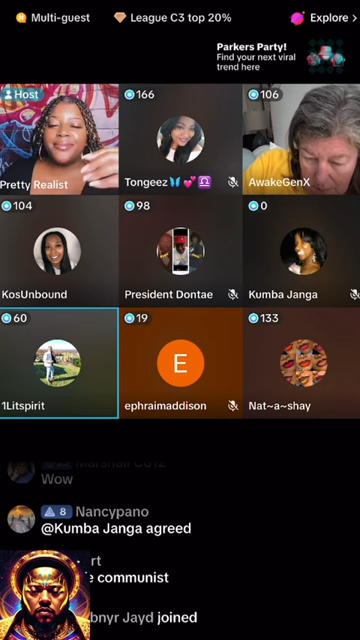 Multi-guest
League C3 top 20%
Explore >
Parkers Party!
Find your next viral
trend here
Host
Pretty Realist
166
Tongeez🦋💕♎
106
AwakeGenX
104
KosUnbound
98
President Dontae
0
Kumba Janga
60
1Litspirit
19
E
ephraimaddison
133
Nat~a~shay
Wow
8 Nancypano
@Kumba Janga agreed
communist
Jayd joined